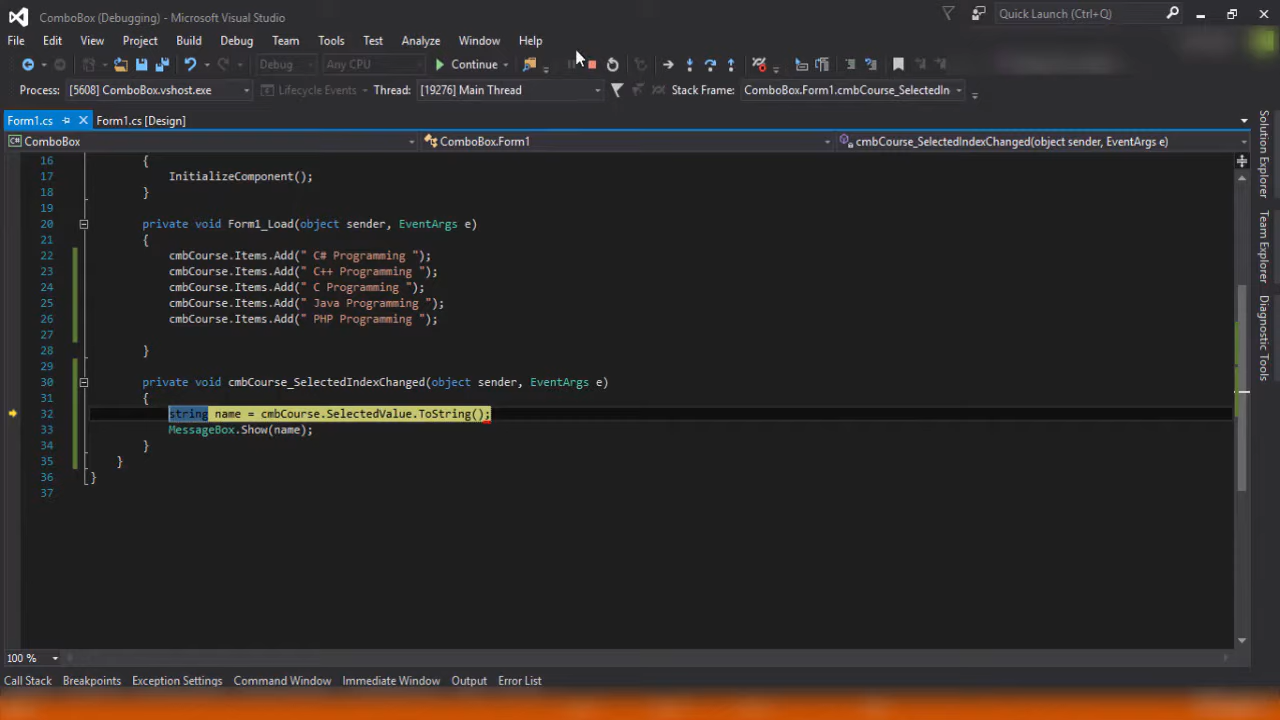 ComboBox (Debugging) - Microsoft Visual Studio
Quick Launch (Ctrl+Q)
File Edit View Project Build Debug Team Tools Test Analyze Window Help
Debug Any CPU Continue
Process: [5608] ComboBox.vshost.exe Lifecycle Events Thread: [19276] Main Thread Stack Frame: ComboBox.Form1.cmbCourse_SelectedIn
Form1.cs Form1.cs [Design]
ComboBox ComboBox.Form1 cmbCourse_SelectedIndexChanged(object sender, EventArgs e)
16 {
17 InitializeComponent();
18 }
19
20 private void Form1_Load(object sender, EventArgs e)
21 {
22 cmbCourse.Items.Add(" C# Programming ");
23 cmbCourse.Items.Add(" C++ Programming ");
24 cmbCourse.Items.Add(" C Programming ");
25 cmbCourse.Items.Add(" Java Programming ");
26 cmbCourse.Items.Add(" PHP Programming ");
27
28 }
29
30 private void cmbCourse_SelectedIndexChanged(object sender, EventArgs e)
31 {
32 string name = cmbCourse.SelectedValue.ToString();
33 MessageBox.Show(name);
34 }
35 }
36 }
37
100 %
Call Stack Breakpoints Exception Settings Command Window Immediate Window Output Error List
Solution Explorer
Team Explorer
Diagnostic Tools